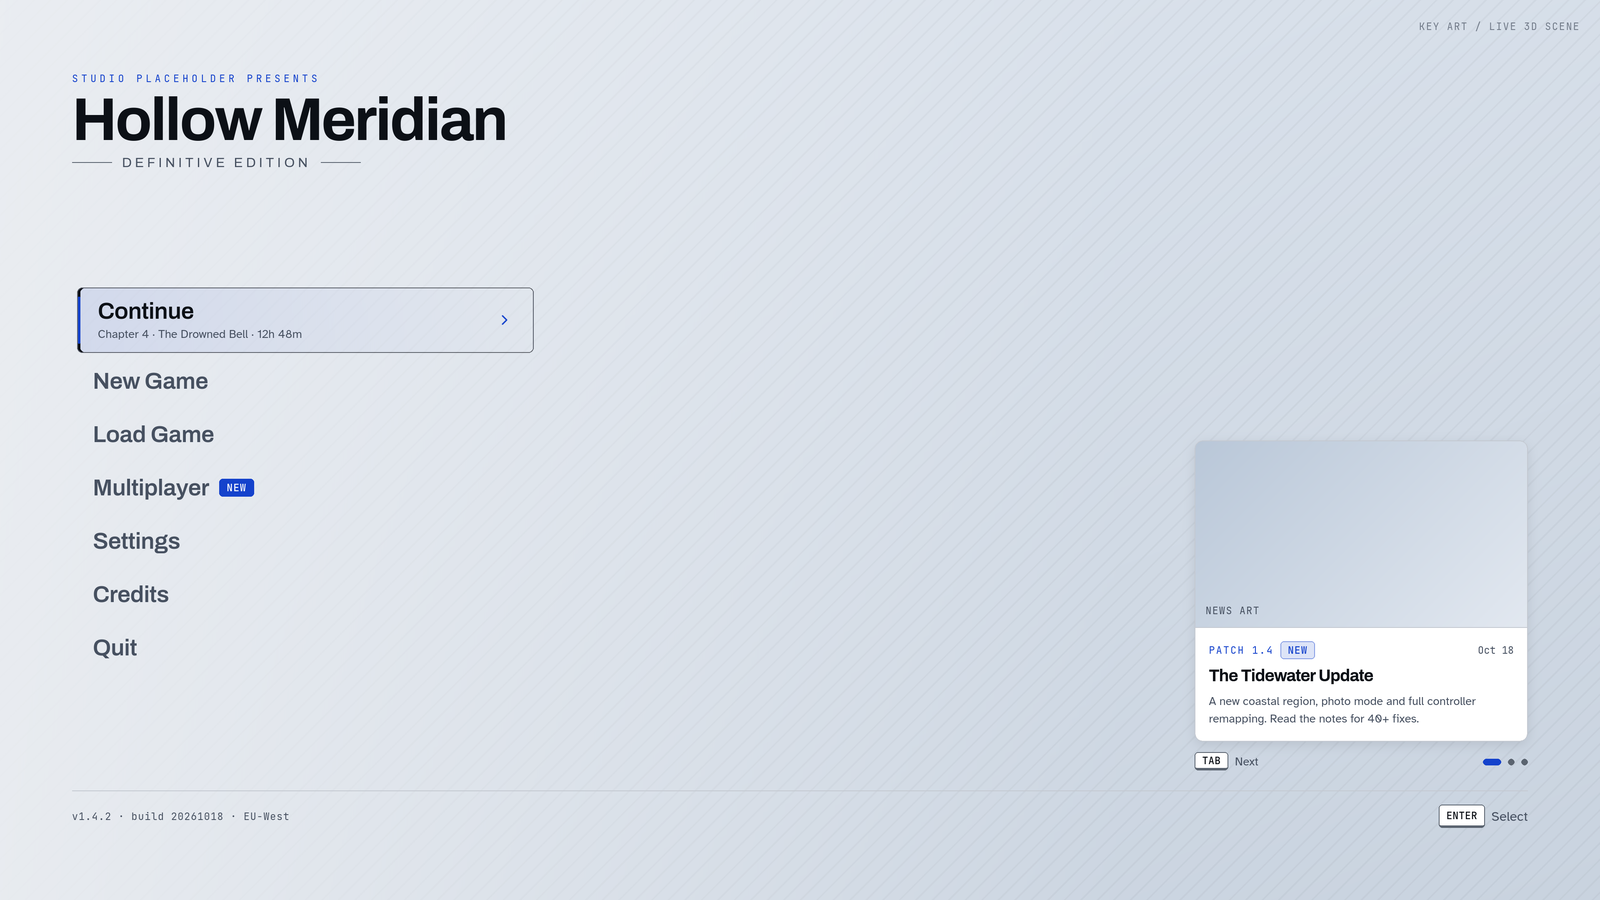 KEY ART / LIVE 3D SCENE
STUDIO PLACEHOLDER PRESENTS
Hollow Meridian
DEFINITIVE EDITION
Continue
Chapter 4 · The Drowned Bell · 12h 48m
New Game
Load Game
Multiplayer NEW
Settings
Credits
Quit
NEWS ART
PATCH 1.4 NEW Oct 18
The Tidewater Update
A new coastal region, photo mode and full controller
remapping. Read the notes for 40+ fixes.
TAB Next
v1.4.2 · build 20261018 · EU-West
ENTER Select